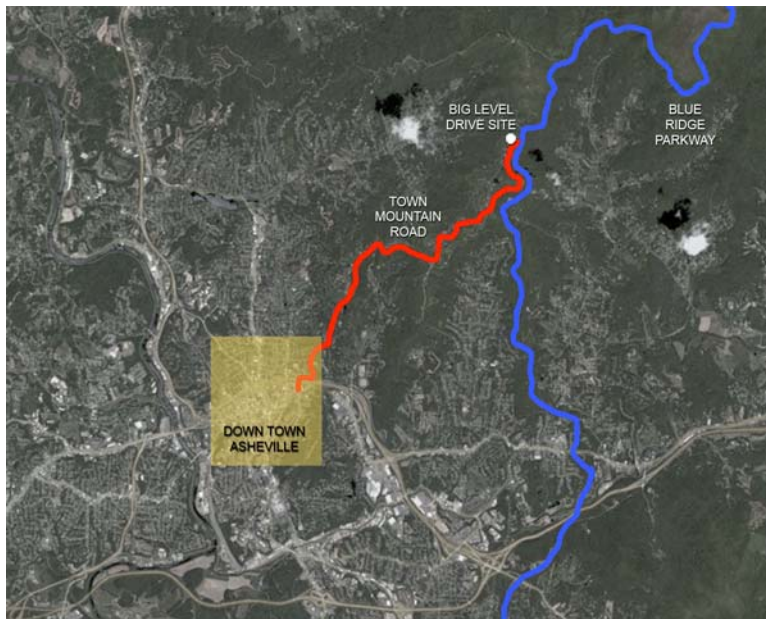 BIG LEVEL
DRIVE SITE
BLUE
RIDGE
PARKWAY
TOWN
MOUNTAIN
ROAD
DOWN TOWN
ASHEVILLE